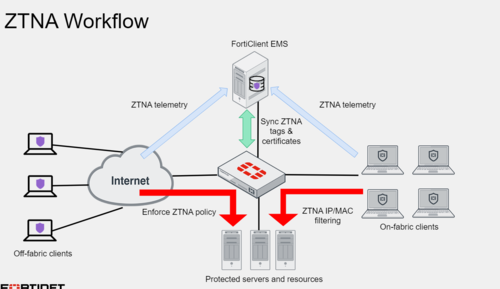 ZTNA Workflow
FortiClient EMS
ZTNA telemetry
ZTNA telemetry
Sync ZTNA
tags &
certificates
Internet
Enforce ZTNA policy
ZTNA IP/MAC
filtering
Off-fabric clients
On-fabric clients
Protected servers and resources
FORTINET